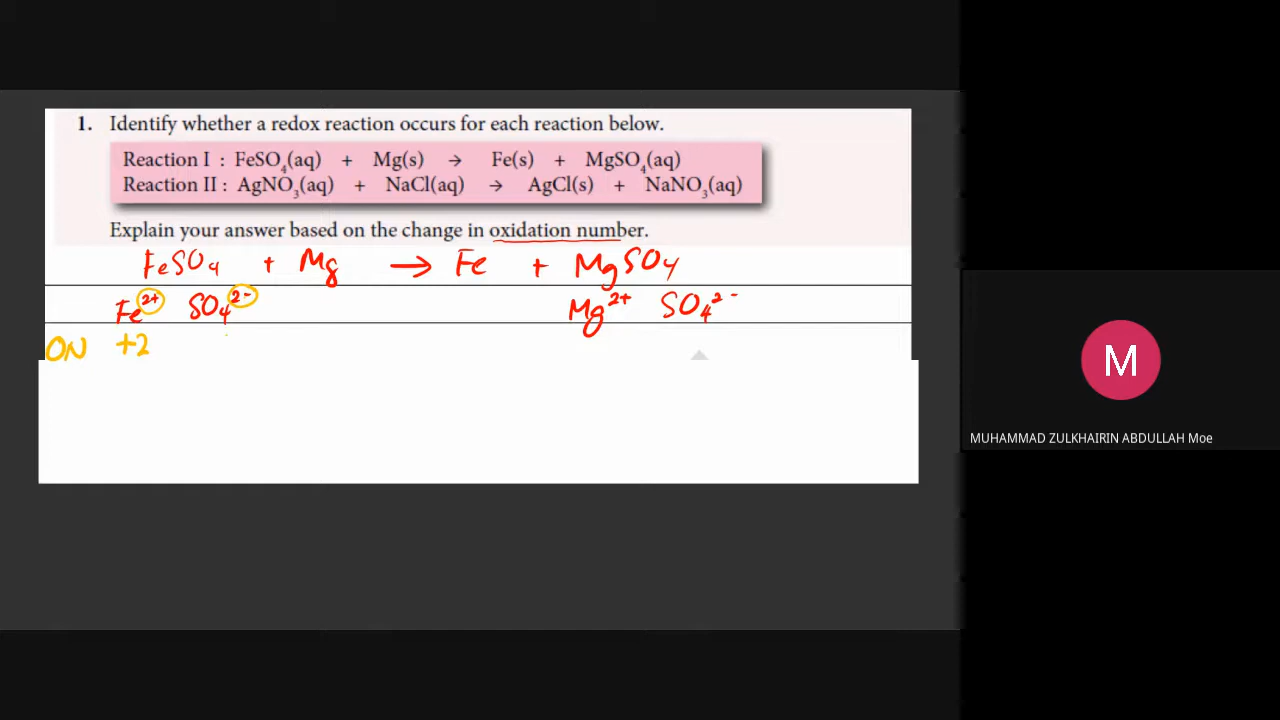 1. Identify whether a redox reaction occurs for each reaction below.
Reaction I : FeSO₄(aq) + Mg(s) → Fe(s) + MgSO₄(aq)
Reaction II : AgNO₃(aq) + NaCl(aq) → AgCl(s) + NaNO₃(aq)
Explain your answer based on the change in oxidation number.
FeSO₄ + Mg → Fe + MgSO₄
Fe²⁺ SO₄²⁻ Mg²⁺ SO₄²⁻
ON +2
M
MUHAMMAD ZULKHAIRIN ABDULLAH Moe